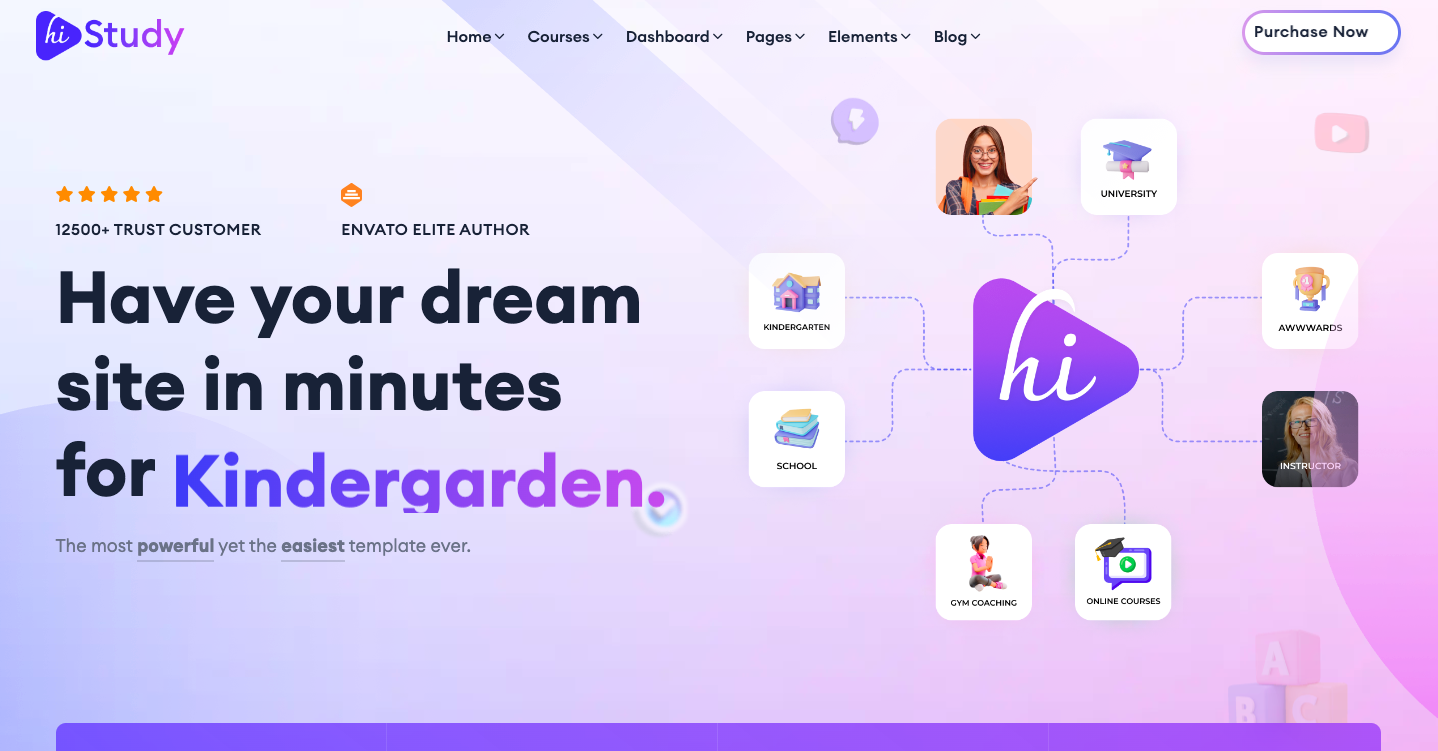 hi Study
Home Courses Dashboard Pages Elements Blog
Purchase Now
12500+ TRUST CUSTOMER
ENVATO ELITE AUTHOR
Have your dream
site in minutes
for Kindergarden.
The most powerful yet the easiest template ever.
UNIVERSITY
KINDERGARTEN
AWWWARDS
hi
SCHOOL
INSTRUCTOR
GYM COACHING
ONLINE COURSES
A
B C